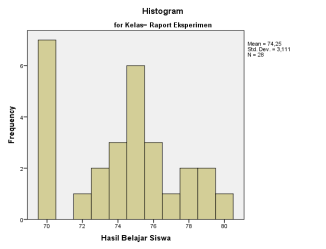 Histogram
for Kelas= Raport Eksperimen
Mean = 74,25
Std. Dev. = 3,111
N = 28
Frequency
6
4
2
0
70 72 74 76 78 80
Hasil Belajar Siswa